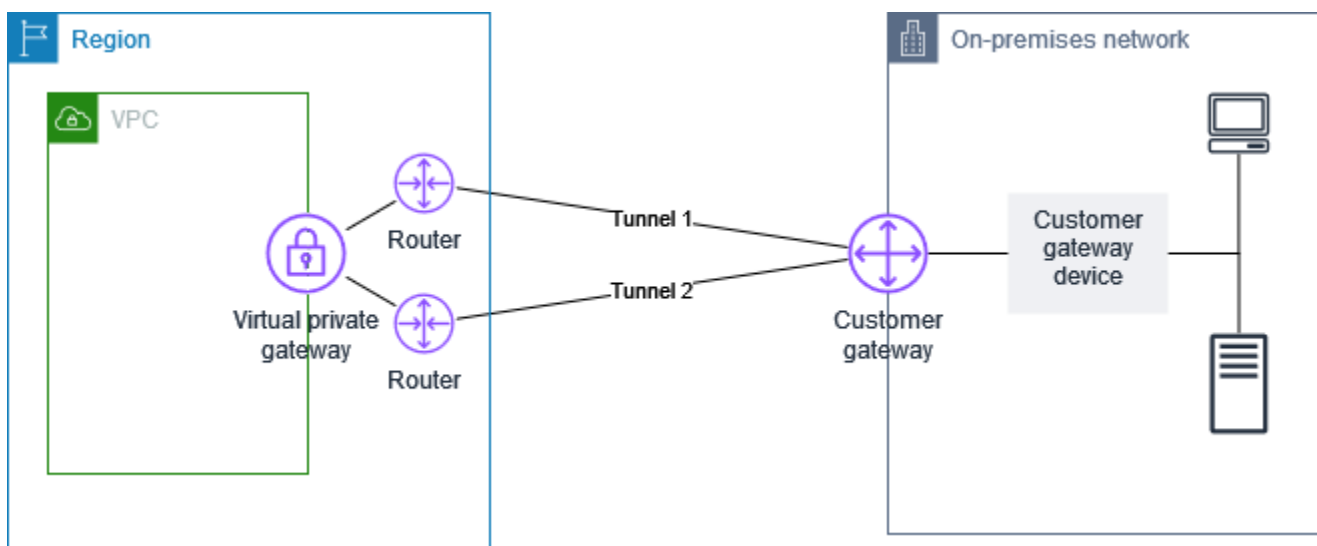 Region
On-premises network
VPC
Router
Tunnel 1
Customer
gateway
device
Tunnel 2
Virtual private
gateway
Router
Customer
gateway